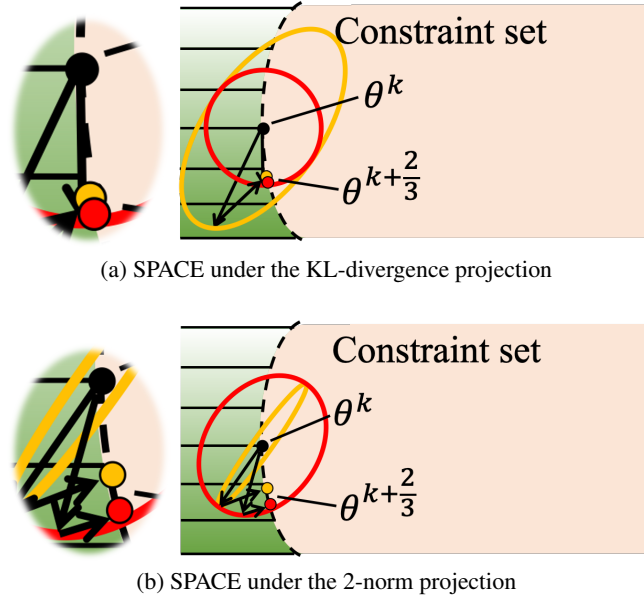 Constraint set
θ^k
θ^{k+2/3}
(a) SPACE under the KL-divergence projection
Constraint set
θ^k
θ^{k+2/3}
(b) SPACE under the 2-norm projection